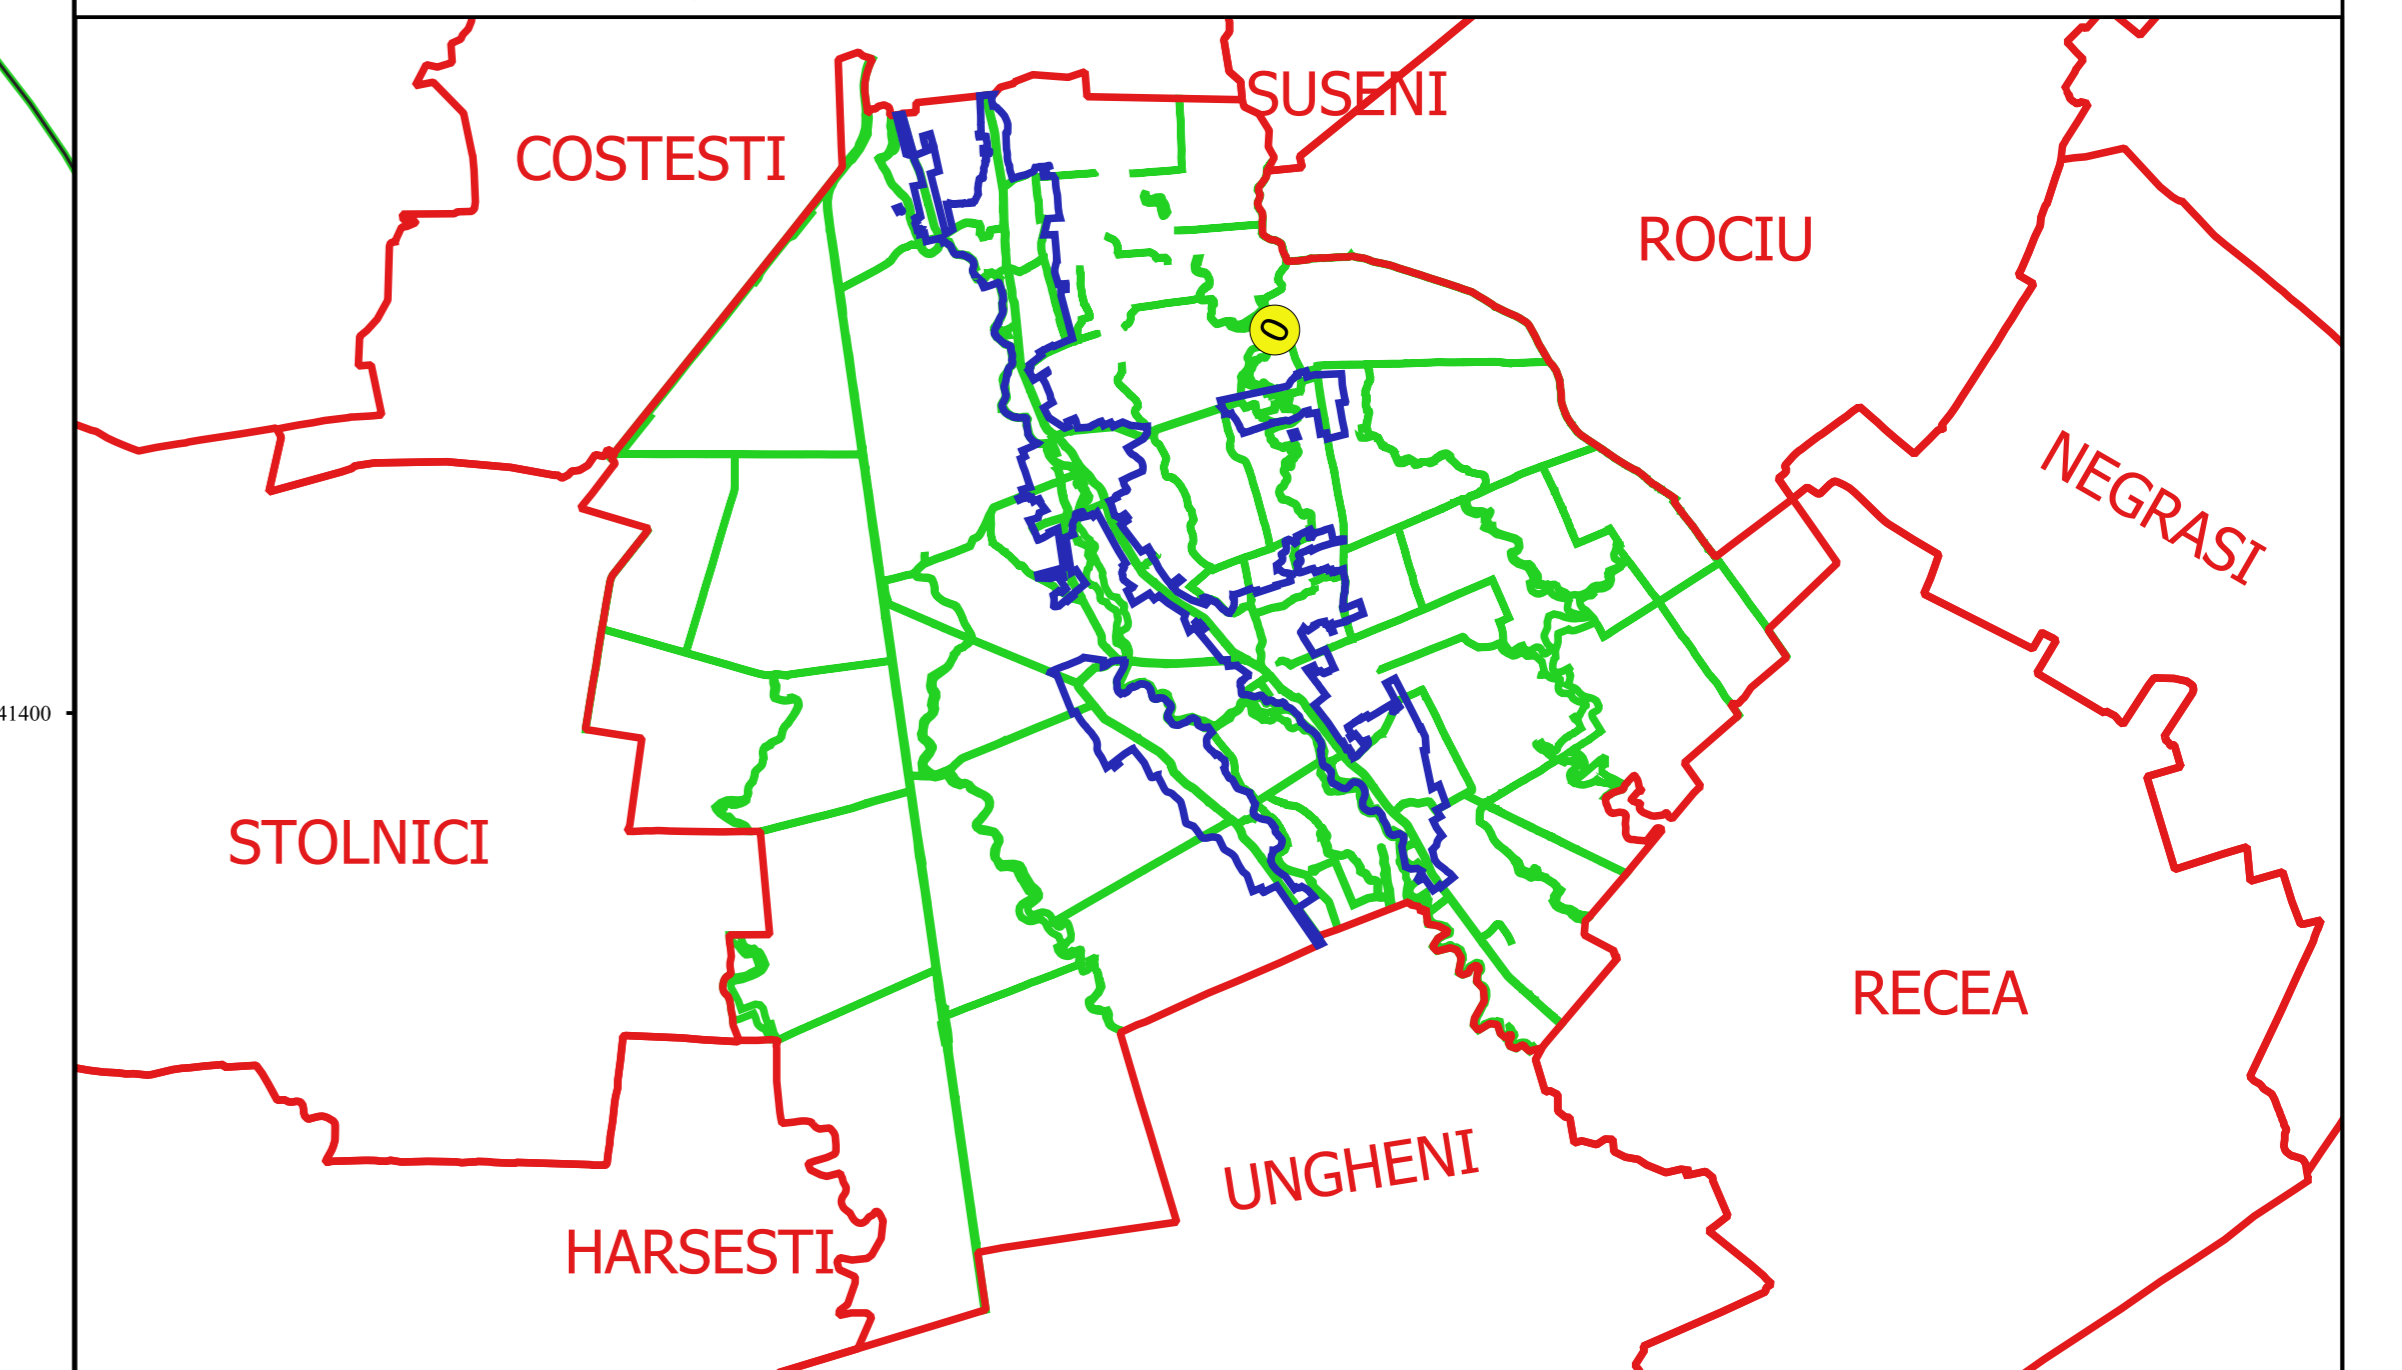 SUSENI
COSTESTI
ROCIU
0
NEGRASI
41400
STOLNICI
RECEA
UNGHENI
HARSESTI